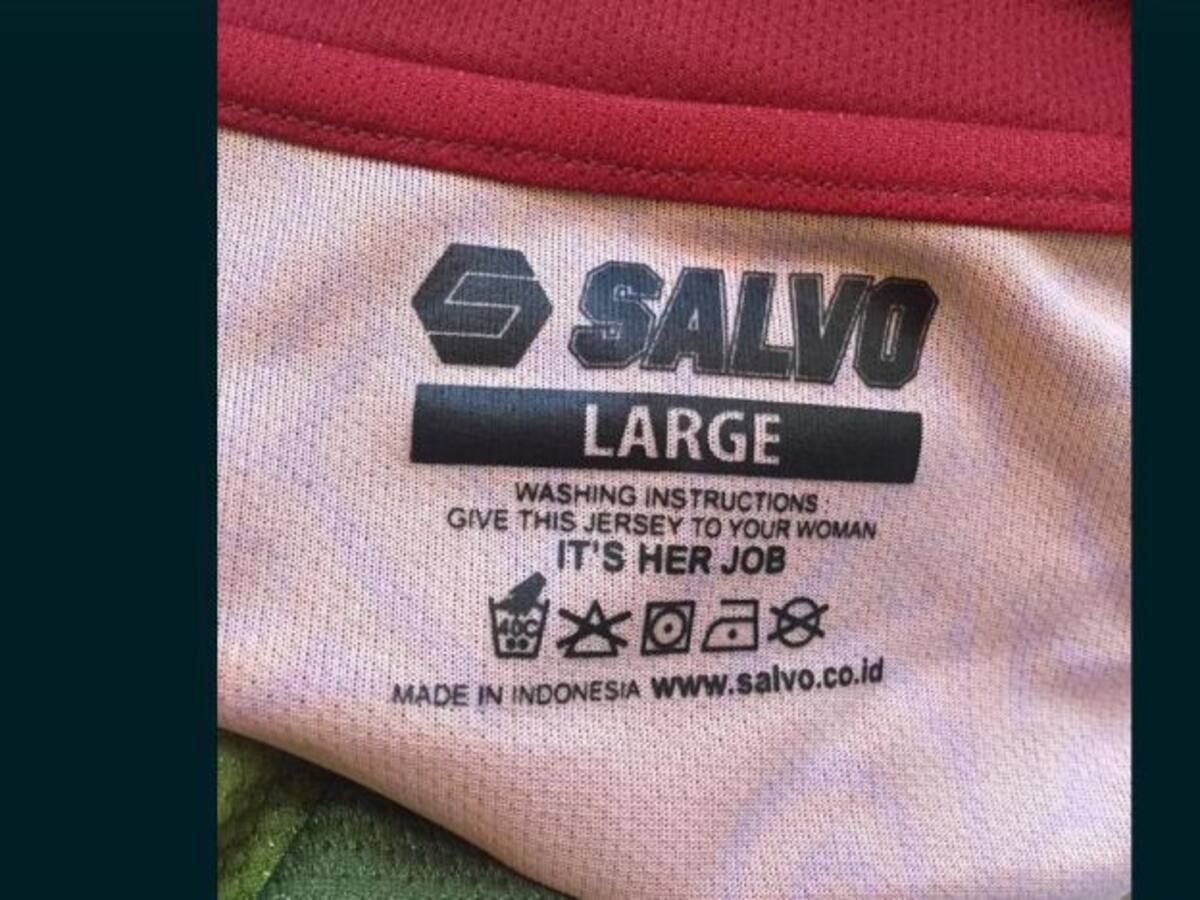 SALVO
LARGE
WASHING INSTRUCTIONS :
GIVE THIS JERSEY TO YOUR WOMAN
IT'S HER JOB
40C
MADE IN INDONESIA www.salvo.co.id